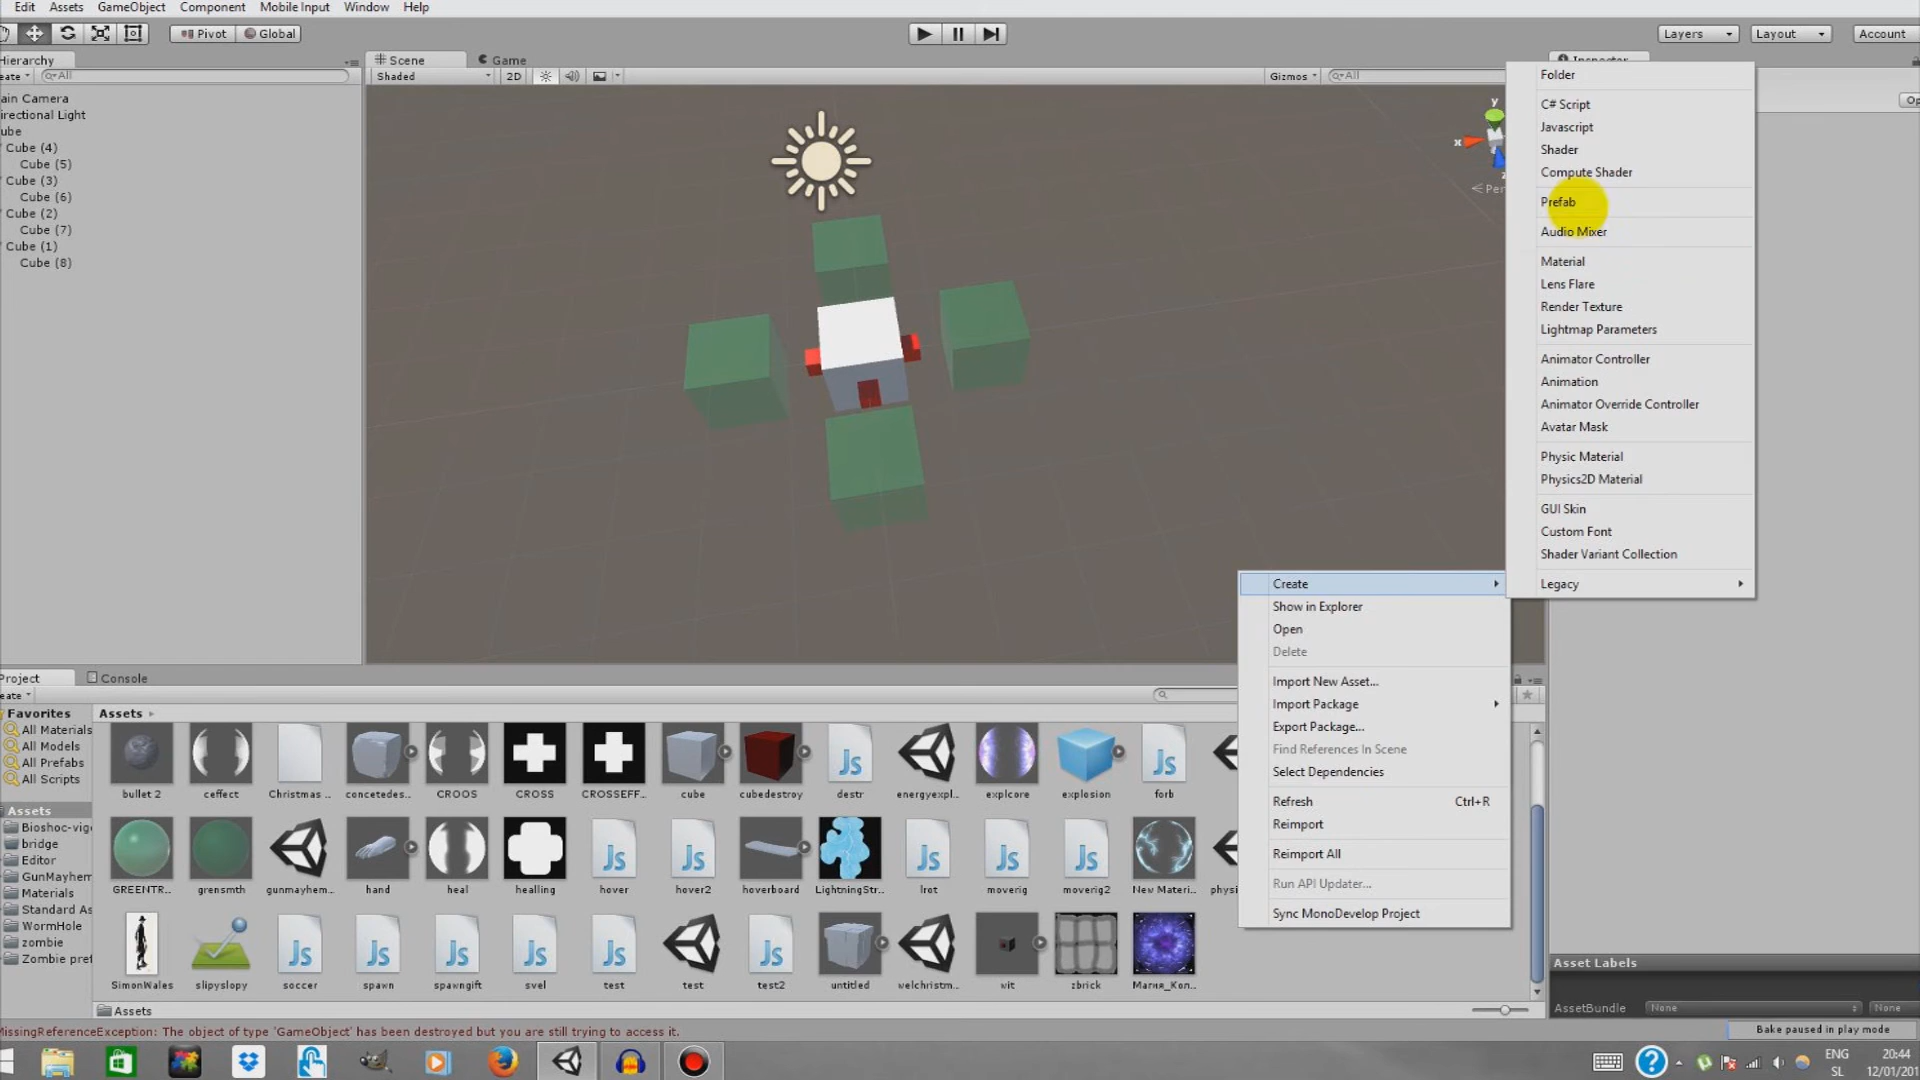 Edit Assets GameObject Component Mobile Input Window Help
Pivot Global
Layers Layout Account
Hierarchy
Scene Game
Inspector
eate All
Shaded 2D Gizmos All
ain Camera
irectional Light
ube
Cube (4)
Cube (5)
Cube (3)
Cube (6)
Cube (2)
Cube (7)
Cube (1)
Cube (8)
y
x
z
Per
Op
Folder
C# Script
Javascript
Shader
Compute Shader
Prefab
Audio Mixer
Material
Lens Flare
Render Texture
Lightmap Parameters
Animator Controller
Animation
Animator Override Controller
Avatar Mask
Physic Material
Physics2D Material
GUI Skin
Custom Font
Shader Variant Collection
Legacy
Create
Show in Explorer
Open
Delete
Import New Asset...
Import Package
Export Package...
Find References In Scene
Select Dependencies
Refresh Ctrl+R
Reimport
Reimport All
Run API Updater...
Sync MonoDevelop Project
Project Console
eate
Favorites
All Materials
All Models
All Prefabs
All Scripts
Assets
Bioshoc-vig
bridge
Editor
GunMayhem
Materials
Standard As
WormHole
zombie
Zombie pref
Assets
bullet 2 ceffect Christmas .. concetedes... CROOS CROSS CROSSEFF... cube cubedestroy destr energyexpl... explcore explosion forb
GREENTR... grensmth gunmayhem... hand heal healling hover hover2 hoverboard LightningStr... lrot moverig moverig2 New Materi... physi
SimonWales slipyslopy soccer spawn spawngift svel test test test2 untitled welchristm... wit zbrick Магия_Кол...
Assets
Asset Labels
AssetBundle None None
MissingReferenceException: The object of type 'GameObject' has been destroyed but you are still trying to access it.
Bake paused in play mode
ENG
SL
20:44
12/01/201